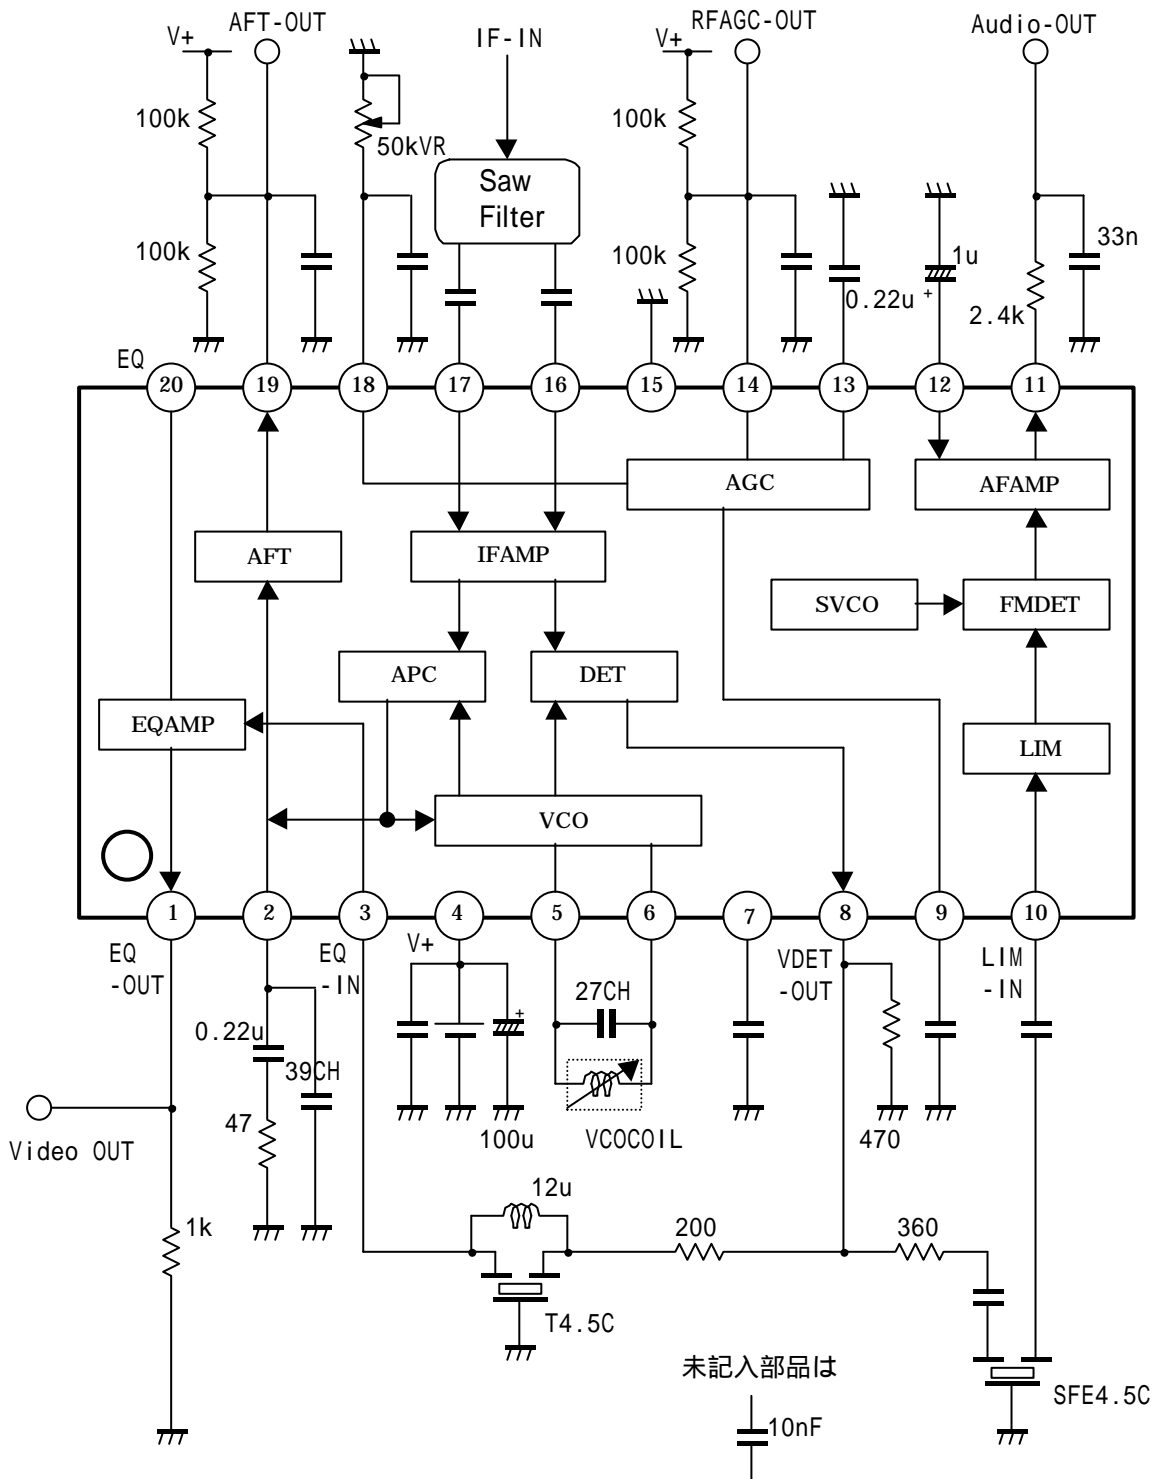 AFT-OUT
RFAGC-OUT
Audio-OUT
V+
IF-IN
V+
100k
50kVR
100k
Saw
Filter
100k
100k
33n
1u
0.22u
+
2.4k
EQ
20
19
18
17
16
15
14
13
12
11
AGC
AFAMP
AFT
IFAMP
SVCO
FMDET
APC
DET
EQAMP
LIM
VCO
1
2
3
4
5
6
7
8
9
10
EQ
-OUT
EQ
-IN
V+
VDET
-OUT
LIM
-IN
27CH
+
0.22u
39CH
47
100u
VCOCOIL
470
Video OUT
12u
1k
200
360
T4.5C
未記入部品は
SFE4.5C
10nF